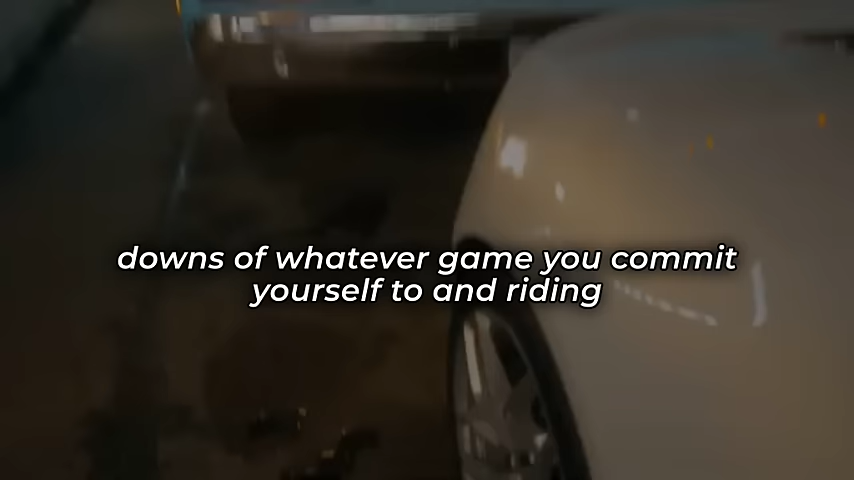 downs of whatever game you commit
yourself to and riding